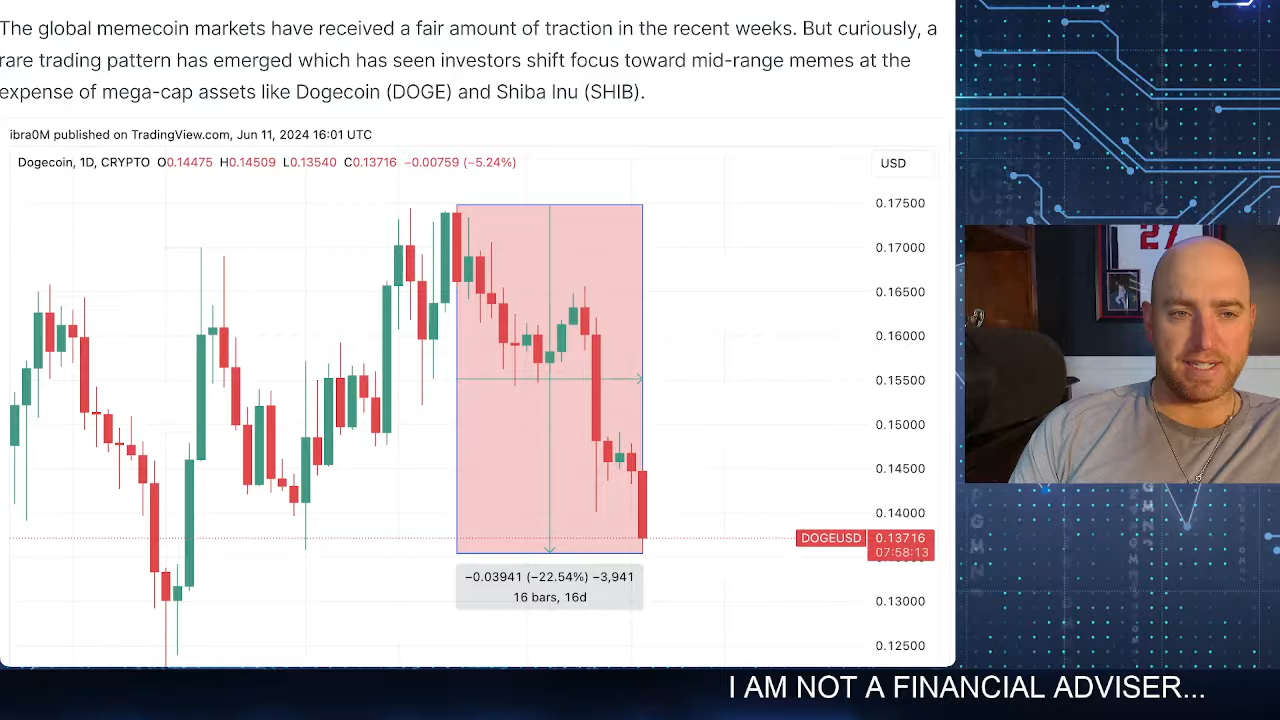 The global memecoin markets have received a fair amount of traction in the recent weeks. But curiously, a
rare trading pattern has emerged which has seen investors shift focus toward mid-range memes at the
expense of mega-cap assets like Dogecoin (DOGE) and Shiba Inu (SHIB).
ibra0M published on TradingView.com, Jun 11, 2024 16:01 UTC
Dogecoin, 1D, CRYPTO O0.14475 H0.14509 L0.13540 C0.13716 −0.00759 (−5.24%)
USD
0.17500
0.17000
0.16500
0.16000
0.15500
0.15000
0.14500
0.14000
DOGEUSD 0.13716
07:58:13
0.13000
0.12500
−0.03941 (−22.54%) −3,941
16 bars, 16d
27
I AM NOT A FINANCIAL ADVISER...